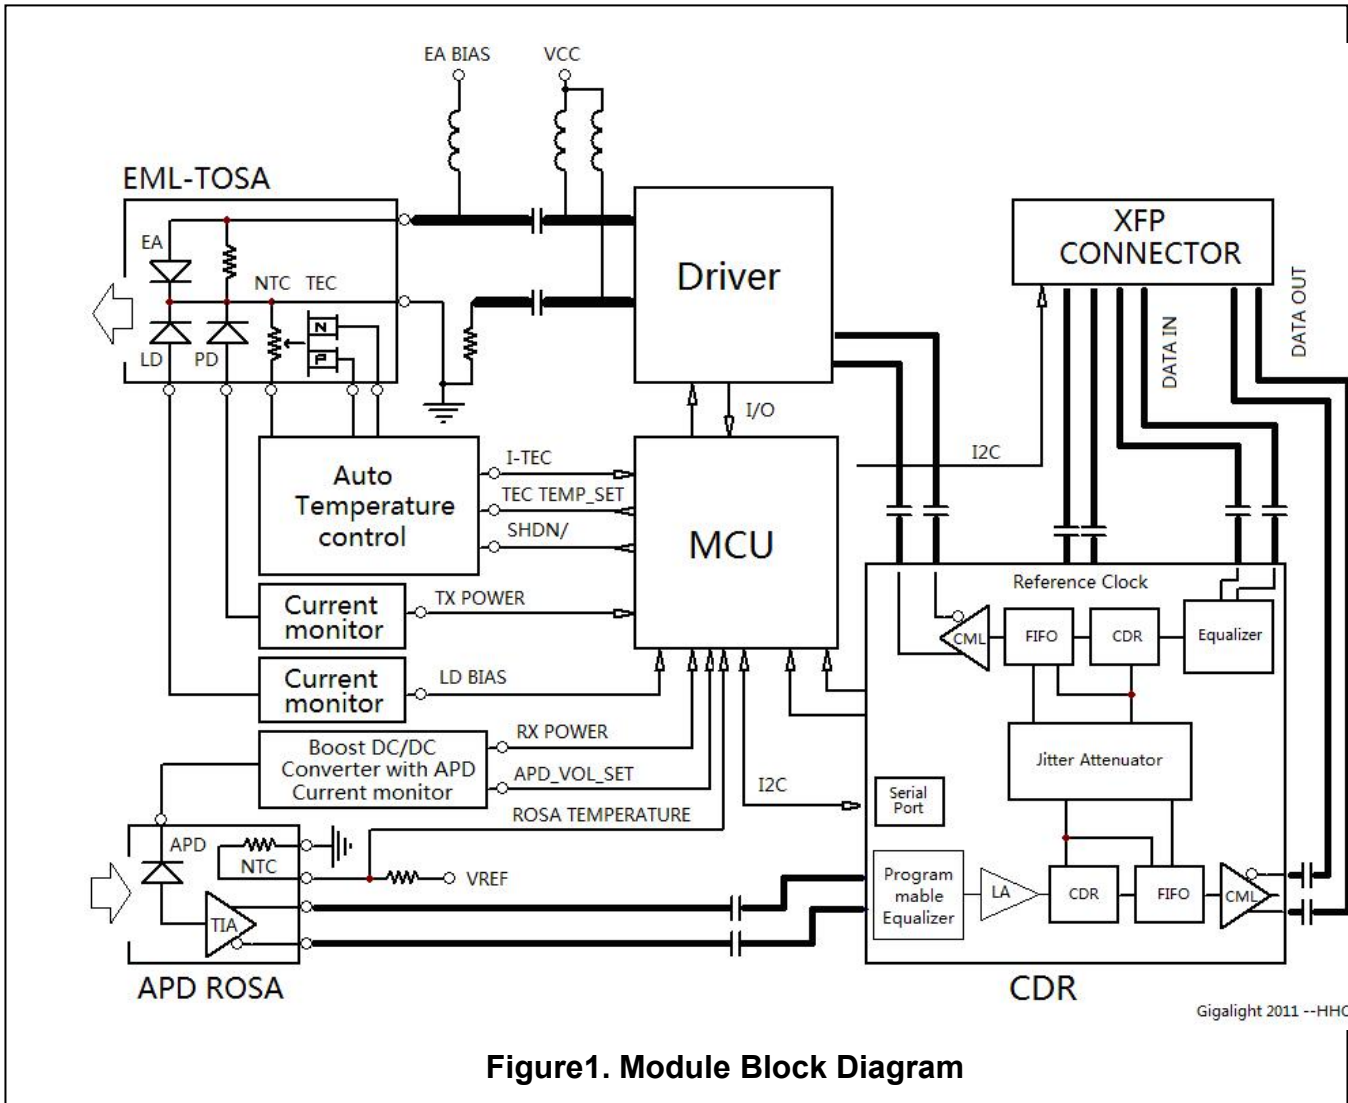 EA BIAS
VCC
EML-TOSA
EA
NTC
TEC
N
P
LD
PD
Driver
XFP
CONNECTOR
DATA IN
DATA OUT
I/O
I2C
Auto
Temperature
control
I-TEC
TEC TEMP_SET
SHDN/
MCU
Current
monitor
TX POWER
Current
monitor
LD BIAS
Boost DC/DC
Converter with APD
Current monitor
RX POWER
APD_VOL_SET
ROSA TEMPERATURE
I2C
Reference Clock
CML
FIFO
CDR
Equalizer
Jitter Attenuator
Serial
Port
APD
NTC
VREF
TIA
Program
mable
Equalizer
LA
CDR
FIFO
CML
APD ROSA
CDR
Gigalight 2011 --HHC
Figure1. Module Block Diagram